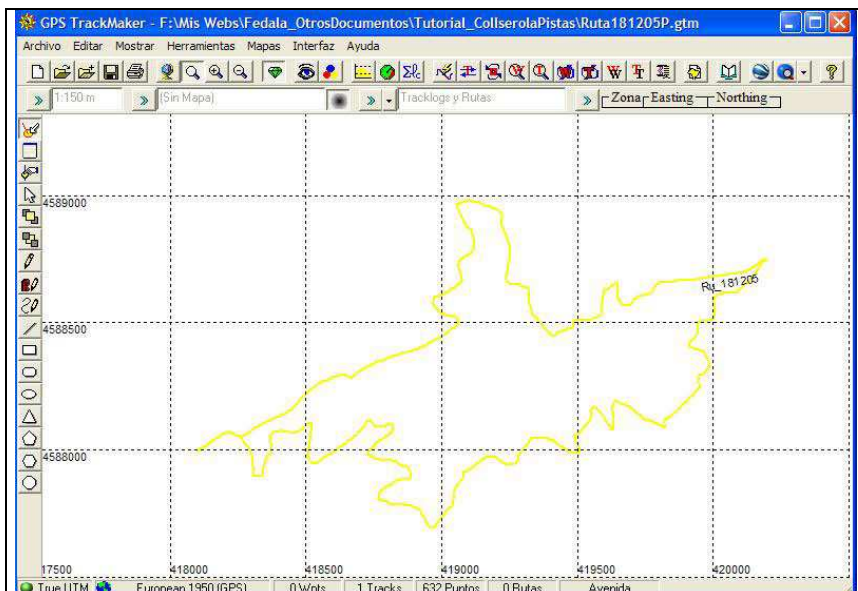 GPS TrackMaker - F:\Mis Webs\Fedala_OtrosDocumentos\Tutorial_CollserolaPistas\Ruta181205P.gtm
Archivo Editar Mostrar Herramientas Mapas Interfaz Ayuda
1:150 m (Sin Mapa) Tracklogs y Rutas Zona Easting Northing
4589000
Ru_181205
4588500
4588000
17500 418000 418500 419000 419500 420000
True UTM European 1950 (GPS) 0 Wpts 1 Tracks 632 Puntos 0 Rutas Avenida